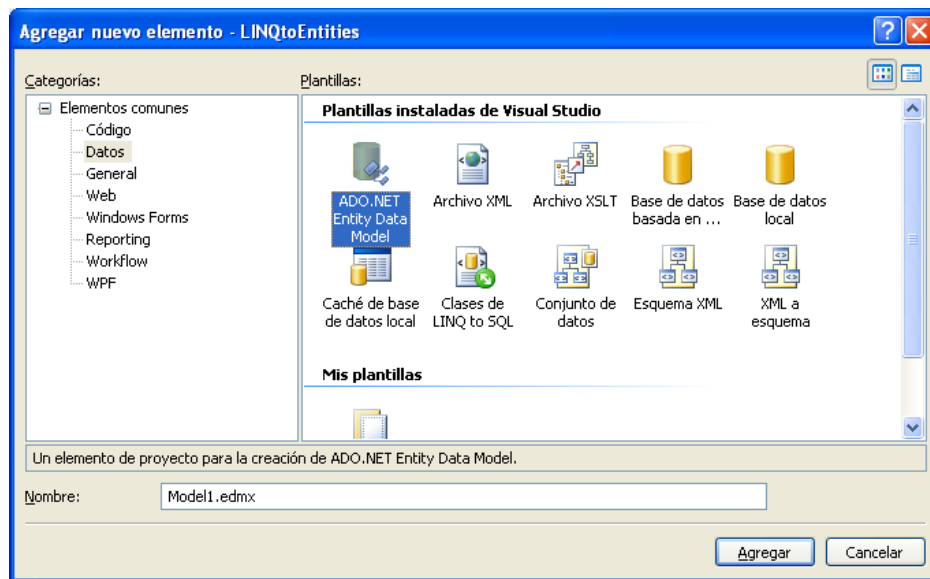 Agregar nuevo elemento - LINQtoEntities
Categorías:
Plantillas:
Elementos comunes
Código
Datos
General
Web
Windows Forms
Reporting
Workflow
WPF
Plantillas instaladas de Visual Studio
ADO.NET
Entity Data
Model
Archivo XML
Archivo XSLT
Base de datos
basada en ...
Base de datos
local
Caché de base
de datos local
Clases de
LINQ to SQL
Conjunto de
datos
Esquema XML
XML a
esquema
Mis plantillas
Un elemento de proyecto para la creación de ADO.NET Entity Data Model.
Nombre:
Model1.edmx
Agregar
Cancelar